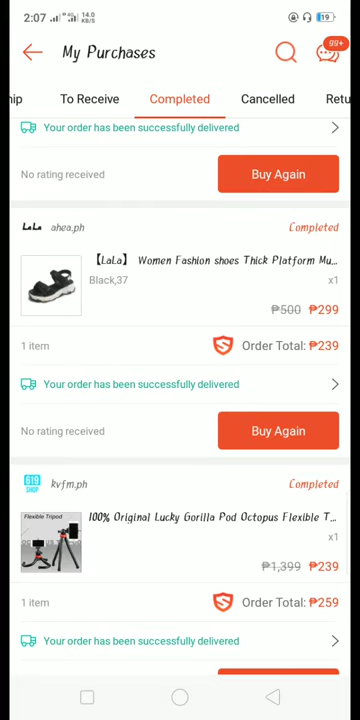 2:07 14.0 KB/S 19
My Purchases 99+
hip To Receive Completed Cancelled Retu
Your order has been successfully delivered
No rating received Buy Again
LaLa ahea.ph Completed
【LaLa】 Women Fashion shoes Thick Platform Mu...
Black,37 x1
₱500 ₱299
1 item Order Total: ₱239
Your order has been successfully delivered
No rating received Buy Again
619 SHOP kvfm.ph Completed
Flexible Tripod
100% Original Lucky Gorilla Pod Octopus Flexible T...
x1
₱1,399 ₱239
1 item Order Total: ₱259
Your order has been successfully delivered